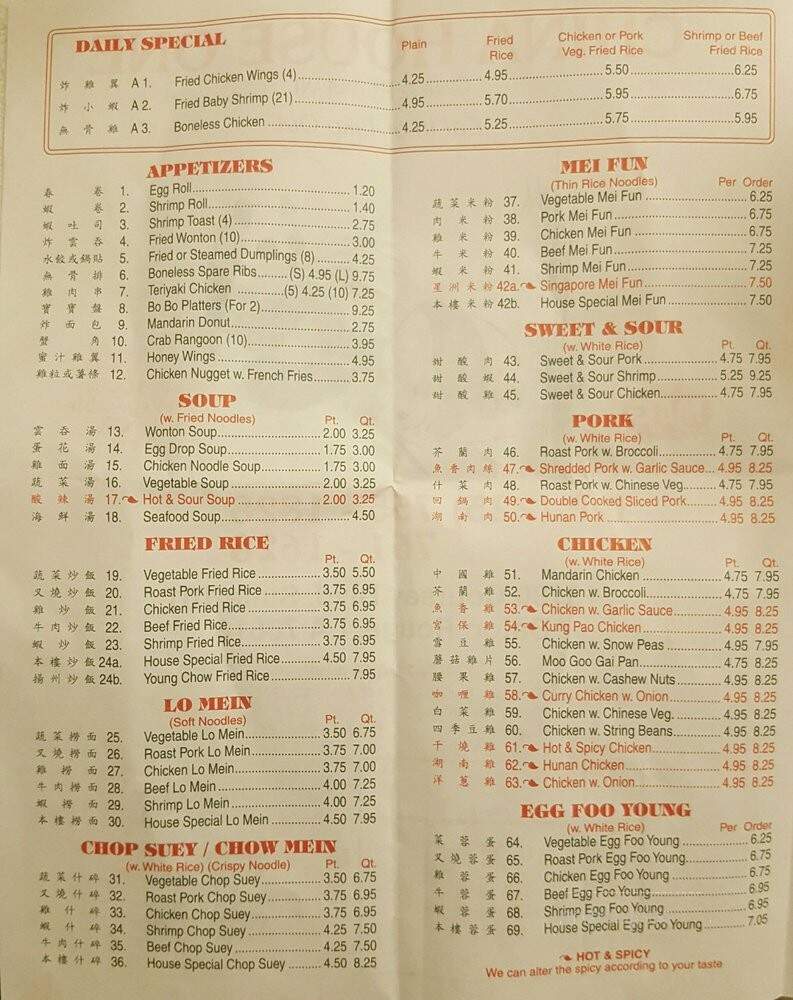 DAILY SPECIAL Plain Fried Rice Chicken or Pork Veg. Fried Rice Shrimp or Beef Fried Rice
炸雞翼 A 1. Fried Chicken Wings (4) 4.25 4.95 5.50 6.25
炸小蝦 A 2. Fried Baby Shrimp (21) 4.95 5.70 5.95 6.75
無骨雞 A 3. Boneless Chicken 4.25 5.25 5.75 5.95
APPETIZERS
春卷 1. Egg Roll 1.20
蝦卷 2. Shrimp Roll 1.40
蝦吐司 3. Shrimp Toast (4) 2.75
炸雲吞 4. Fried Wonton (10) 3.00
水餃或鍋貼 5. Fried or Steamed Dumplings (8) 4.25
無骨排 6. Boneless Spare Ribs (S) 4.95 (L) 9.75
雞肉串 7. Teriyaki Chicken (5) 4.25 (10) 7.25
寶寶盤 8. Bo Bo Platters (For 2) 9.25
炸面包 9. Mandarin Donut 2.75
蟹角 10. Crab Rangoon (10) 3.95
蜜汁雞翼 11. Honey Wings 4.95
雞粒或薯條 12. Chicken Nugget w. French Fries 3.75
SOUP
(w. Fried Noodles) Pt. Qt.
雲吞湯 13. Wonton Soup 2.00 3.25
蛋花湯 14. Egg Drop Soup 1.75 3.00
雞面湯 15. Chicken Noodle Soup 1.75 3.00
蔬菜湯 16. Vegetable Soup 2.00 3.25
酸辣湯 17. Hot & Sour Soup 2.00 3.25
海鮮湯 18. Seafood Soup 4.50
FRIED RICE
Pt. Qt.
蔬菜炒飯 19. Vegetable Fried Rice 3.50 5.50
叉燒炒飯 20. Roast Pork Fried Rice 3.75 6.95
雞炒飯 21. Chicken Fried Rice 3.75 6.95
牛肉炒飯 22. Beef Fried Rice 3.75 6.95
蝦炒飯 23. Shrimp Fried Rice 3.75 6.95
本樓炒飯 24a. House Special Fried Rice 4.50 7.95
揚州炒飯 24b. Young Chow Fried Rice 7.95
LO MEIN
(Soft Noodles) Pt. Qt.
蔬菜撈面 25. Vegetable Lo Mein 3.50 6.75
叉燒撈面 26. Roast Pork Lo Mein 3.75 7.00
雞撈面 27. Chicken Lo Mein 3.75 7.00
牛肉撈面 28. Beef Lo Mein 4.00 7.25
蝦撈面 29. Shrimp Lo Mein 4.00 7.25
本樓撈面 30. House Special Lo Mein 4.50 7.95
CHOP SUEY / CHOW MEIN
(w. White Rice) (Crispy Noodle) Pt. Qt.
蔬菜什碎 31. Vegetable Chop Suey 3.50 6.75
叉燒什碎 32. Roast Pork Chop Suey 3.75 6.95
雞什碎 33. Chicken Chop Suey 3.75 6.95
蝦什碎 34. Shrimp Chop Suey 4.25 7.50
牛肉什碎 35. Beef Chop Suey 4.25 7.50
本樓什碎 36. House Special Chop Suey 4.50 8.25
MEI FUN
(Thin Rice Noodles) Per Order
蔬菜米粉 37. Vegetable Mei Fun 6.25
肉米粉 38. Pork Mei Fun 6.75
雞米粉 39. Chicken Mei Fun 6.75
牛米粉 40. Beef Mei Fun 7.25
蝦米粉 41. Shrimp Mei Fun 7.25
星洲米粉 42a. Singapore Mei Fun 7.50
本樓米粉 42b. House Special Mei Fun 7.50
SWEET & SOUR
(w. White Rice) Pt. Qt.
甜酸肉 43. Sweet & Sour Pork 4.75 7.95
甜酸蝦 44. Sweet & Sour Shrimp 5.25 9.25
甜酸雞 45. Sweet & Sour Chicken 4.75 7.95
PORK
(w. White Rice) Pt. Qt.
芥蘭肉 46. Roast Pork w. Broccoli 4.75 7.95
魚香肉絲 47. Shredded Pork w. Garlic Sauce 4.95 8.25
什菜肉 48. Roast Pork w. Chinese Veg. 4.75 7.95
回鍋肉 49. Double Cooked Sliced Pork 4.95 8.25
湖南肉 50. Hunan Pork 4.95 8.25
CHICKEN
(w. White Rice) Pt. Qt.
中國雞 51. Mandarin Chicken 4.75 7.95
芥蘭雞 52. Chicken w. Broccoli 4.75 7.95
魚香雞 53. Chicken w. Garlic Sauce 4.95 8.25
宮保雞 54. Kung Pao Chicken 4.95 8.25
雪豆雞 55. Chicken w. Snow Peas 4.95 7.95
蘑菇雞片 56. Moo Goo Gai Pan 4.75 8.25
腰果雞 57. Chicken w. Cashew Nuts 4.95 8.25
咖喱雞 58. Curry Chicken w. Onion 4.95 8.25
白菜雞 59. Chicken w. Chinese Veg. 4.95 8.25
四季豆雞 60. Chicken w. String Beans 4.95 8.25
干燒雞 61. Hot & Spicy Chicken 4.95 8.25
湖南雞 62. Hunan Chicken 4.95 8.25
洋蔥雞 63. Chicken w. Onion 4.95 8.25
EGG FOO YOUNG
(w. White Rice) Per Order
菜蓉蛋 64. Vegetable Egg Foo Young 6.25
叉燒蓉蛋 65. Roast Pork Egg Foo Young 6.75
雞蓉蛋 66. Chicken Egg Foo Young 6.75
牛蓉蛋 67. Beef Egg Foo Young 6.95
蝦蓉蛋 68. Shrimp Egg Foo Young 6.95
本樓蓉蛋 69. House Special Egg Foo Young 7.05
HOT & SPICY
We can alter the spicy according to your taste